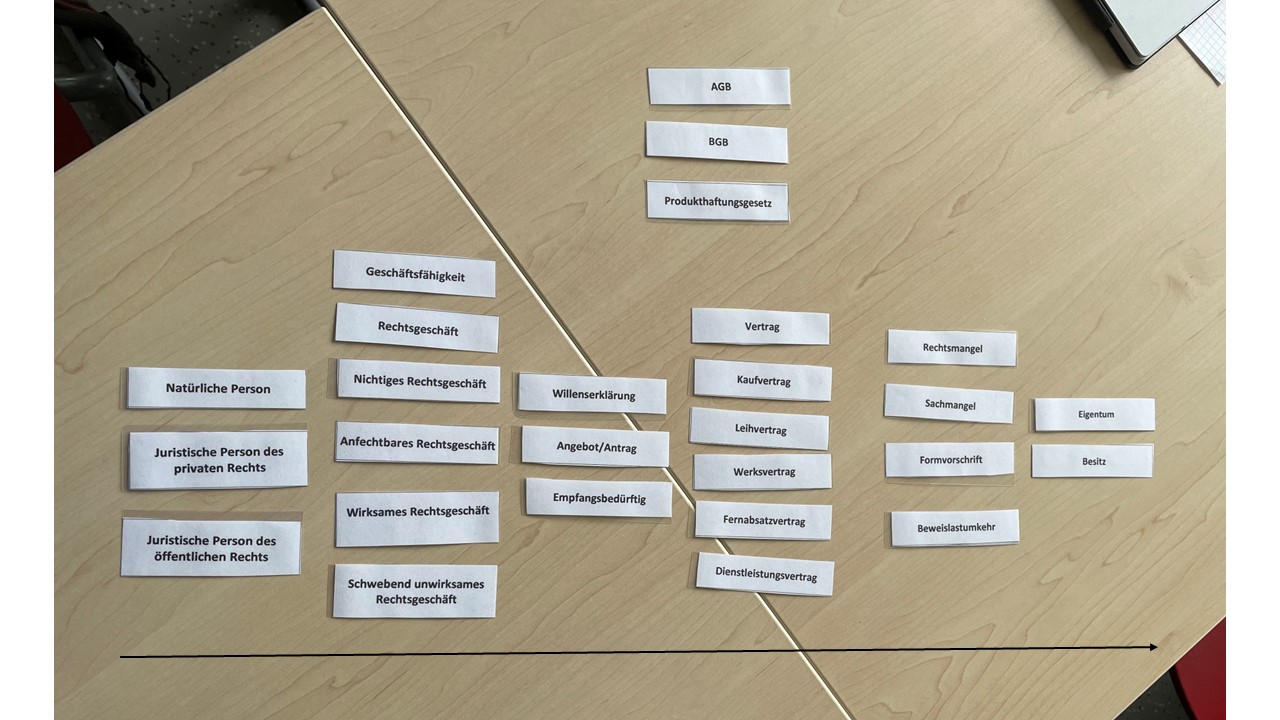 AGB
BGB
Produkthaftungsgesetz
Natürliche Person
Juristische Person des
privaten Rechts
Juristische Person des
öffentlichen Rechts
Geschäftsfähigkeit
Rechtsgeschäft
Nichtiges Rechtsgeschäft
Anfechtbares Rechtsgeschäft
Wirksames Rechtsgeschäft
Schwebend unwirksames
Rechtsgeschäft
Willenserklärung
Angebot/Antrag
Empfangsbedürftig
Vertrag
Kaufvertrag
Leihvertrag
Werksvertrag
Fernabsatzvertrag
Dienstleistungsvertrag
Rechtsmangel
Sachmangel
Formvorschrift
Beweislastumkehr
Eigentum
Besitz